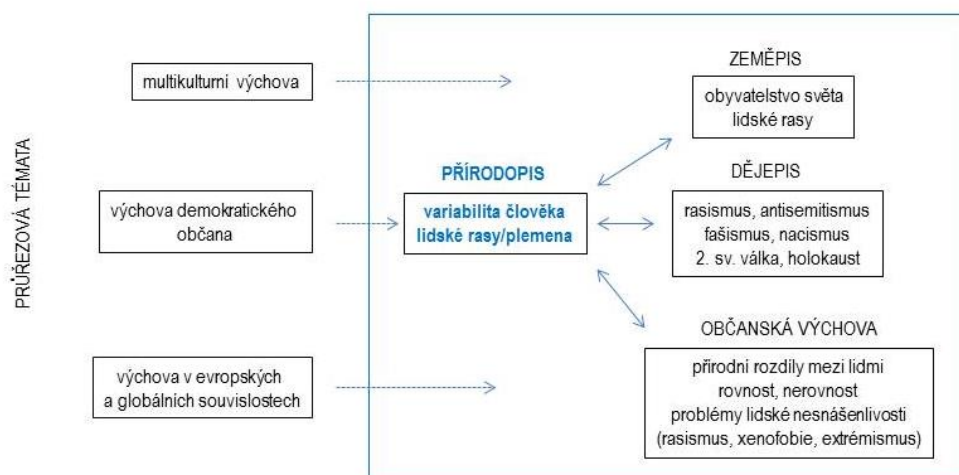 PRŮŘEZOVÁ TÉMATA
multikulturní výchova
výchova demokratického
občana
výchova v evropských
a globálních souvislostech
PŘÍRODOPIS
variabilita člověka
lidské rasy/plemena
ZEMĚPIS
obyvatelstvo světa
lidské rasy
DĚJEPIS
rasismus, antisemitismus
fašismus, nacismus
2. sv. válka, holokaust
OBČANSKÁ VÝCHOVA
přírodní rozdíly mezi lidmi
rovnost, nerovnost
problémy lidské nesnášenlivosti
(rasismus, xenofobie, extrémismus)